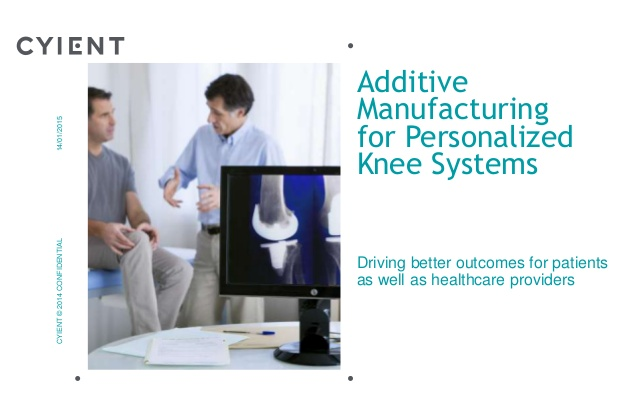 CYIENT
Additive
Manufacturing
for Personalized
Knee Systems
Driving better outcomes for patients
as well as healthcare providers
14/01/2015
CYIENT © 2014 CONFIDENTIAL